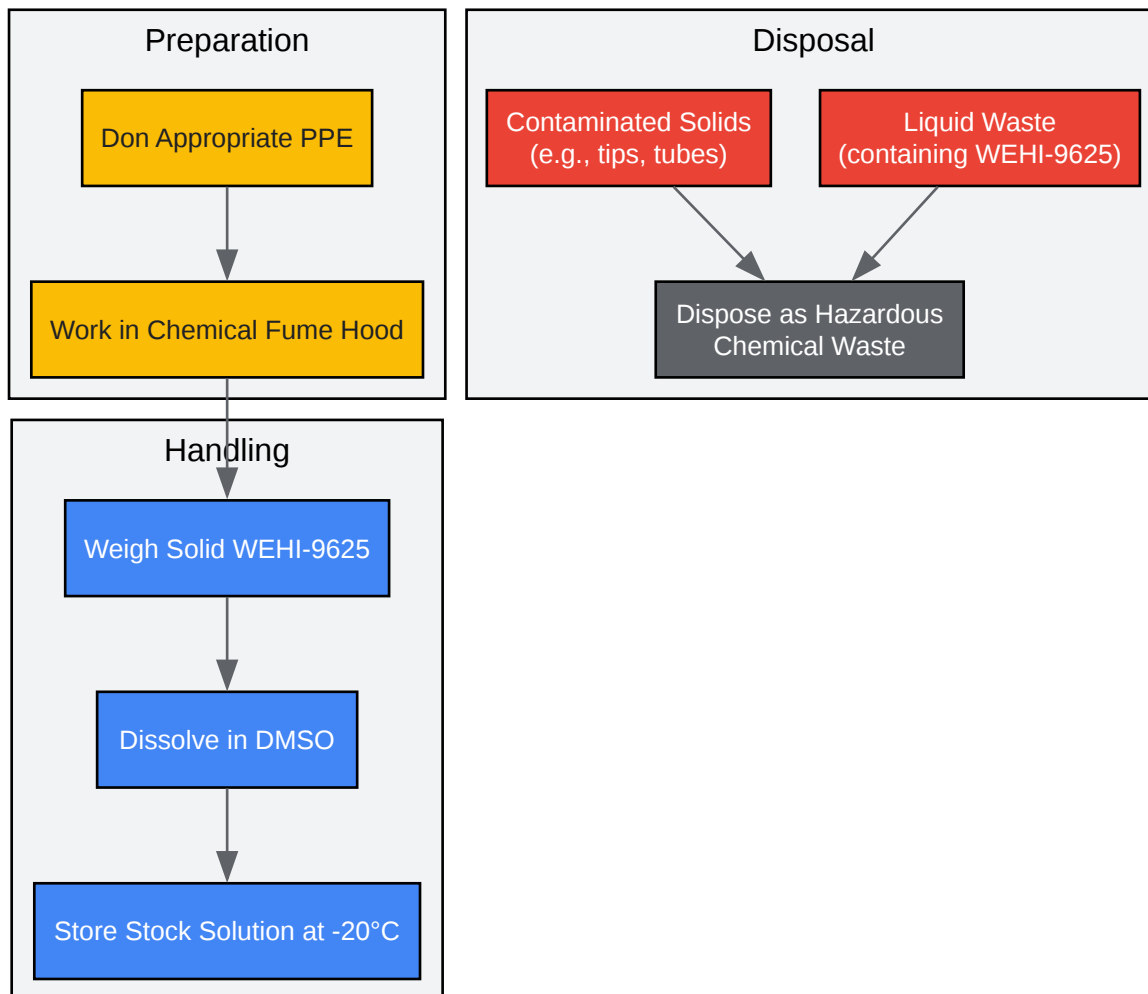 Preparation
Don Appropriate PPE
Work in Chemical Fume Hood
Handling
Weigh Solid WEHI-9625
Dissolve in DMSO
Store Stock Solution at -20°C
Disposal
Contaminated Solids
(e.g., tips, tubes)
Liquid Waste
(containing WEHI-9625)
Dispose as Hazardous
Chemical Waste